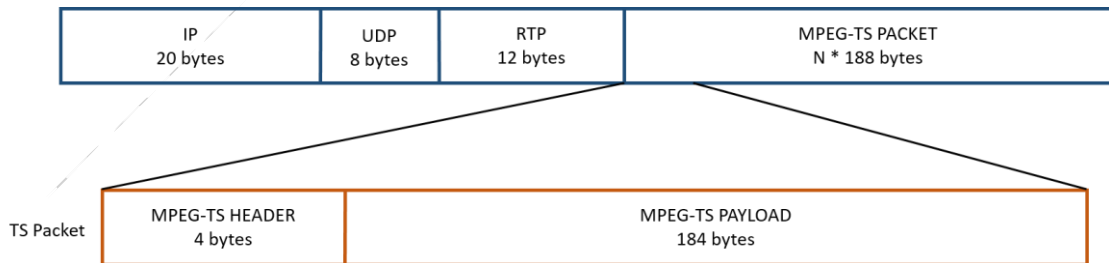 IP
20 bytes
UDP
8 bytes
RTP
12 bytes
MPEG-TS PACKET
N * 188 bytes
TS Packet
MPEG-TS HEADER
4 bytes
MPEG-TS PAYLOAD
184 bytes